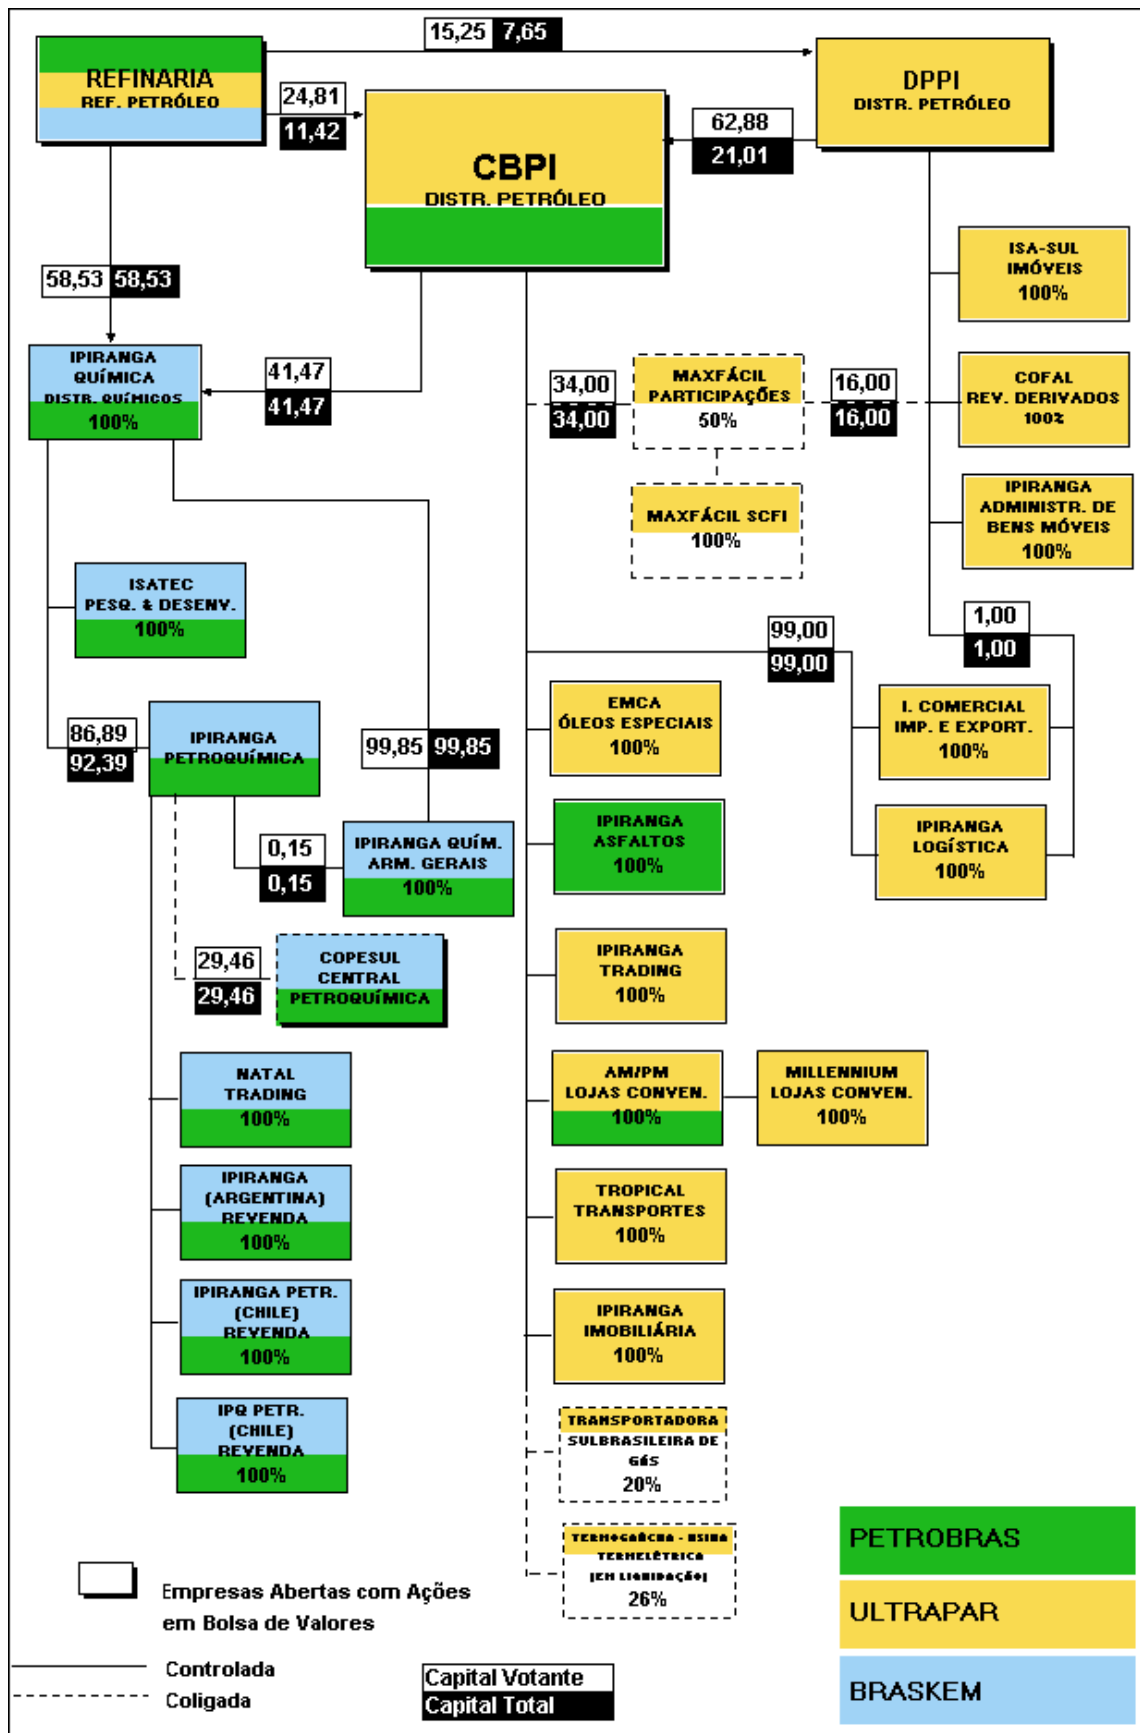 15,25 7,65
REFINARIA
REF. PETRÓLEO
DPPI
DISTR. PETRÓLEO
24,81
11,42
62,88
21,01
CBPI
DISTR. PETRÓLEO
58,53 58,53
ISA-SUL
IMÓVEIS
100%
IPIRANGA
QUÍMICA
DISTR. QUÍMICOS
100%
41,47
41,47
34,00
34,00
MAXFÁCIL
PARTICIPAÇÕES
50%
16,00
16,00
COFAL
REV. DERIVADOS
100%
MAXFÁCIL SCFI
100%
IPIRANGA
ADMINISTR. DE
BENS MÓVEIS
100%
ISATEC
PESQ. & DESENV.
100%
99,00
99,00
1,00
1,00
86,89
92,39
IPIRANGA
PETROQUÍMICA
99,85 99,85
EMCA
ÓLEOS ESPECIAIS
100%
I. COMERCIAL
IMP. E EXPORT.
100%
0,15
0,15
IPIRANGA QUÍM.
ARM. GERAIS
100%
IPIRANGA
ASFALTOS
100%
IPIRANGA
LOGÍSTICA
100%
29,46
29,46
COPESUL
CENTRAL
PETROQUÍMICA
IPIRANGA
TRADING
100%
NATAL
TRADING
100%
AM/PM
LOJAS CONVEN.
100%
MILLENNIUM
LOJAS CONVEN.
100%
IPIRANGA
(ARGENTINA)
REVENDA
100%
TROPICAL
TRANSPORTES
100%
IPIRANGA PETR.
(CHILE)
REVENDA
100%
IPIRANGA
IMOBILIÁRIA
100%
IPQ PETR.
(CHILE)
REVENDA
100%
TRANSPORTADORA
SULBRASILEIRA DE
GÁS
20%
TERMOGAÚCHA - USINA
TERMELÉTRICA
(EM LIQUIDAÇÃO)
26%
PETROBRAS
ULTRAPAR
BRASKEM
Empresas Abertas com Ações
em Bolsa de Valores
Controlada
Coligada
Capital Votante
Capital Total